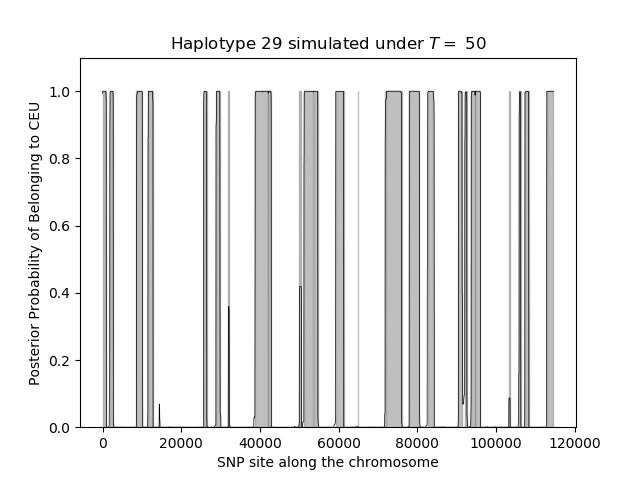 Haplotype 29 simulated under T = 50
Posterior Probability of Belonging to CEU
1.0
0.8
0.6
0.4
0.2
0.0
0 20000 40000 60000 80000 100000 120000
SNP site along the chromosome